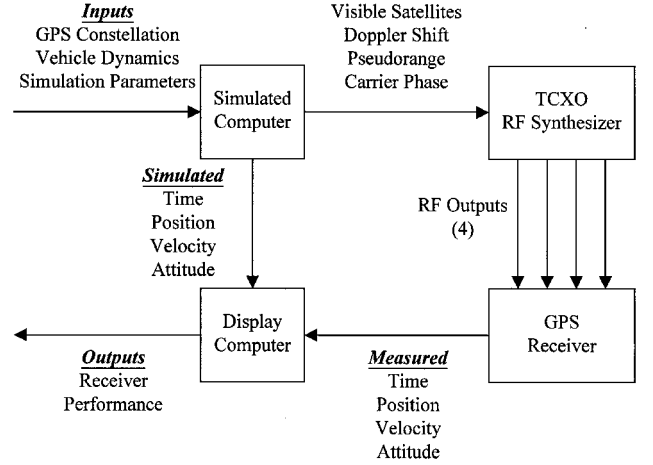 Inputs
GPS Constellation
Vehicle Dynamics
Simulation Parameters
Visible Satellites
Doppler Shift
Pseudorange
Carrier Phase
Simulated
Computer
TCXO
RF Synthesizer
Simulated
Time
Position
Velocity
Attitude
RF Outputs
(4)
Display
Computer
GPS
Receiver
Outputs
Receiver
Performance
Measured
Time
Position
Velocity
Attitude